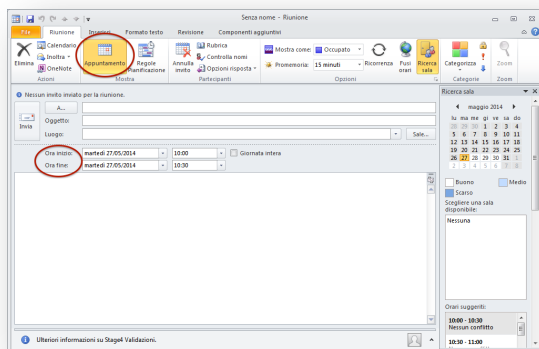 Senza nome - Riunione
File Riunione Inserisci Formato testo Revisione Componenti aggiuntivi
Elimina
Calendario
Inoltra
OneNote
Azioni
Appuntamento
Regole
Pianificazione
Mostra
Annulla
invito
Rubrica
Controlla nomi
Opzioni risposta
Partecipanti
Mostra come: Occupato
Promemoria: 15 minuti
Ricorrenza
Fusi
orari
Ricerca
sala
Opzioni
Categorizza
Categorie
Zoom
Zoom
Nessun invito inviato per la riunione.
Invia
A...
Oggetto:
Luogo:
Sale...
Ora inizio: martedì 27/05/2014 10:00 Giornata intera
Ora fine: martedì 27/05/2014 10:30
Ulteriori informazioni su Stage4 Validazioni.
Ricerca sala
maggio 2014
lu ma me gi ve sa do
28 29 30 1 2 3 4
5 6 7 8 9 10 11
12 13 14 15 16 17 18
19 20 21 22 23 24 25
26 27 28 29 30 31 1
2 3 4 5 6 7 8
Buono Medio
Scarso
Scegliere una sala
disponibile:
Nessuna
Orari suggeriti:
10:00 - 10:30
Nessun conflitto
10:30 - 11:00